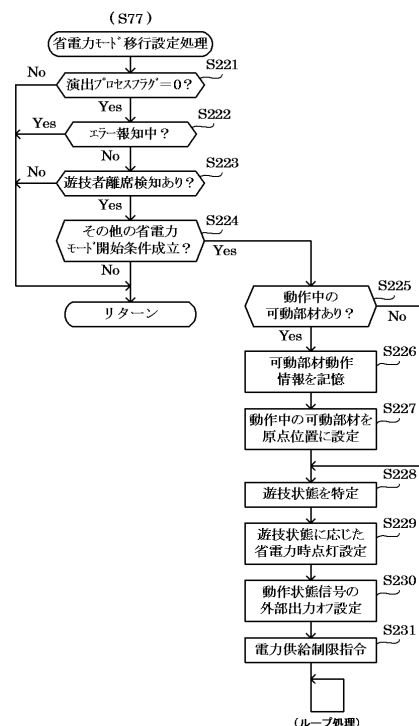 (S77)
省電力ﾓｰﾄﾞ移行設定処理
S221
No
演出ﾌﾟﾛｾｽﾌﾗｸﾞ=0?
Yes
S222
Yes
ｴﾗｰ報知中?
No
S223
No
遊技者離席検知あり?
Yes
S224
その他の省電力
ﾓｰﾄﾞ開始条件成立?
Yes
No
リターン
S225
動作中の
可動部材あり?
No
Yes
S226
可動部材動作
情報を記憶
S227
動作中の可動部材を
原点位置に設定
S228
遊技状態を特定
S229
遊技状態に応じた
省電力時点灯設定
S230
動作状態信号の
外部出力オフ設定
S231
電力供給制限指令
(ループ処理)